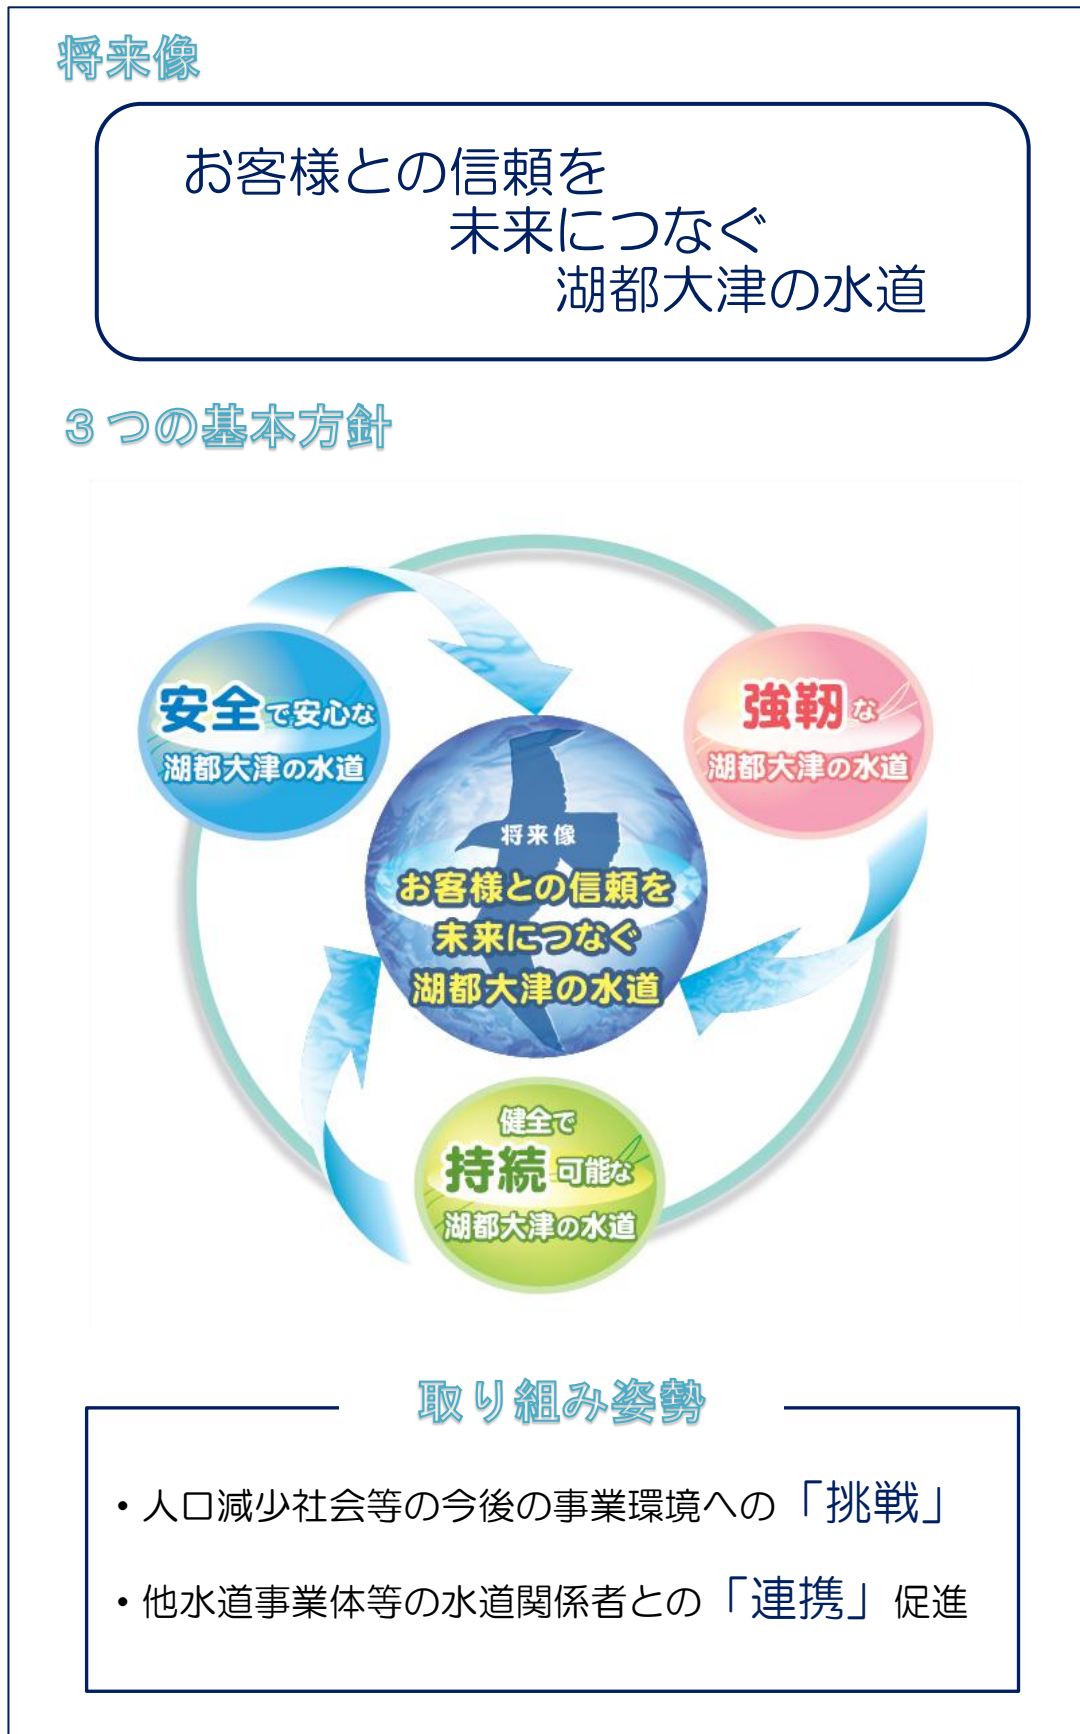 将来像
お客様との信頼を
未来につなぐ
湖都大津の水道
３つの基本方針
安全で安心な
湖都大津の水道
強靭な
湖都大津の水道
将来像
お客様との信頼を
未来につなぐ
湖都大津の水道
健全で
持続可能な
湖都大津の水道
取り組み姿勢
・人口減少社会等の今後の事業環境への「挑戦」
・他水道事業体等の水道関係者との「連携」促進